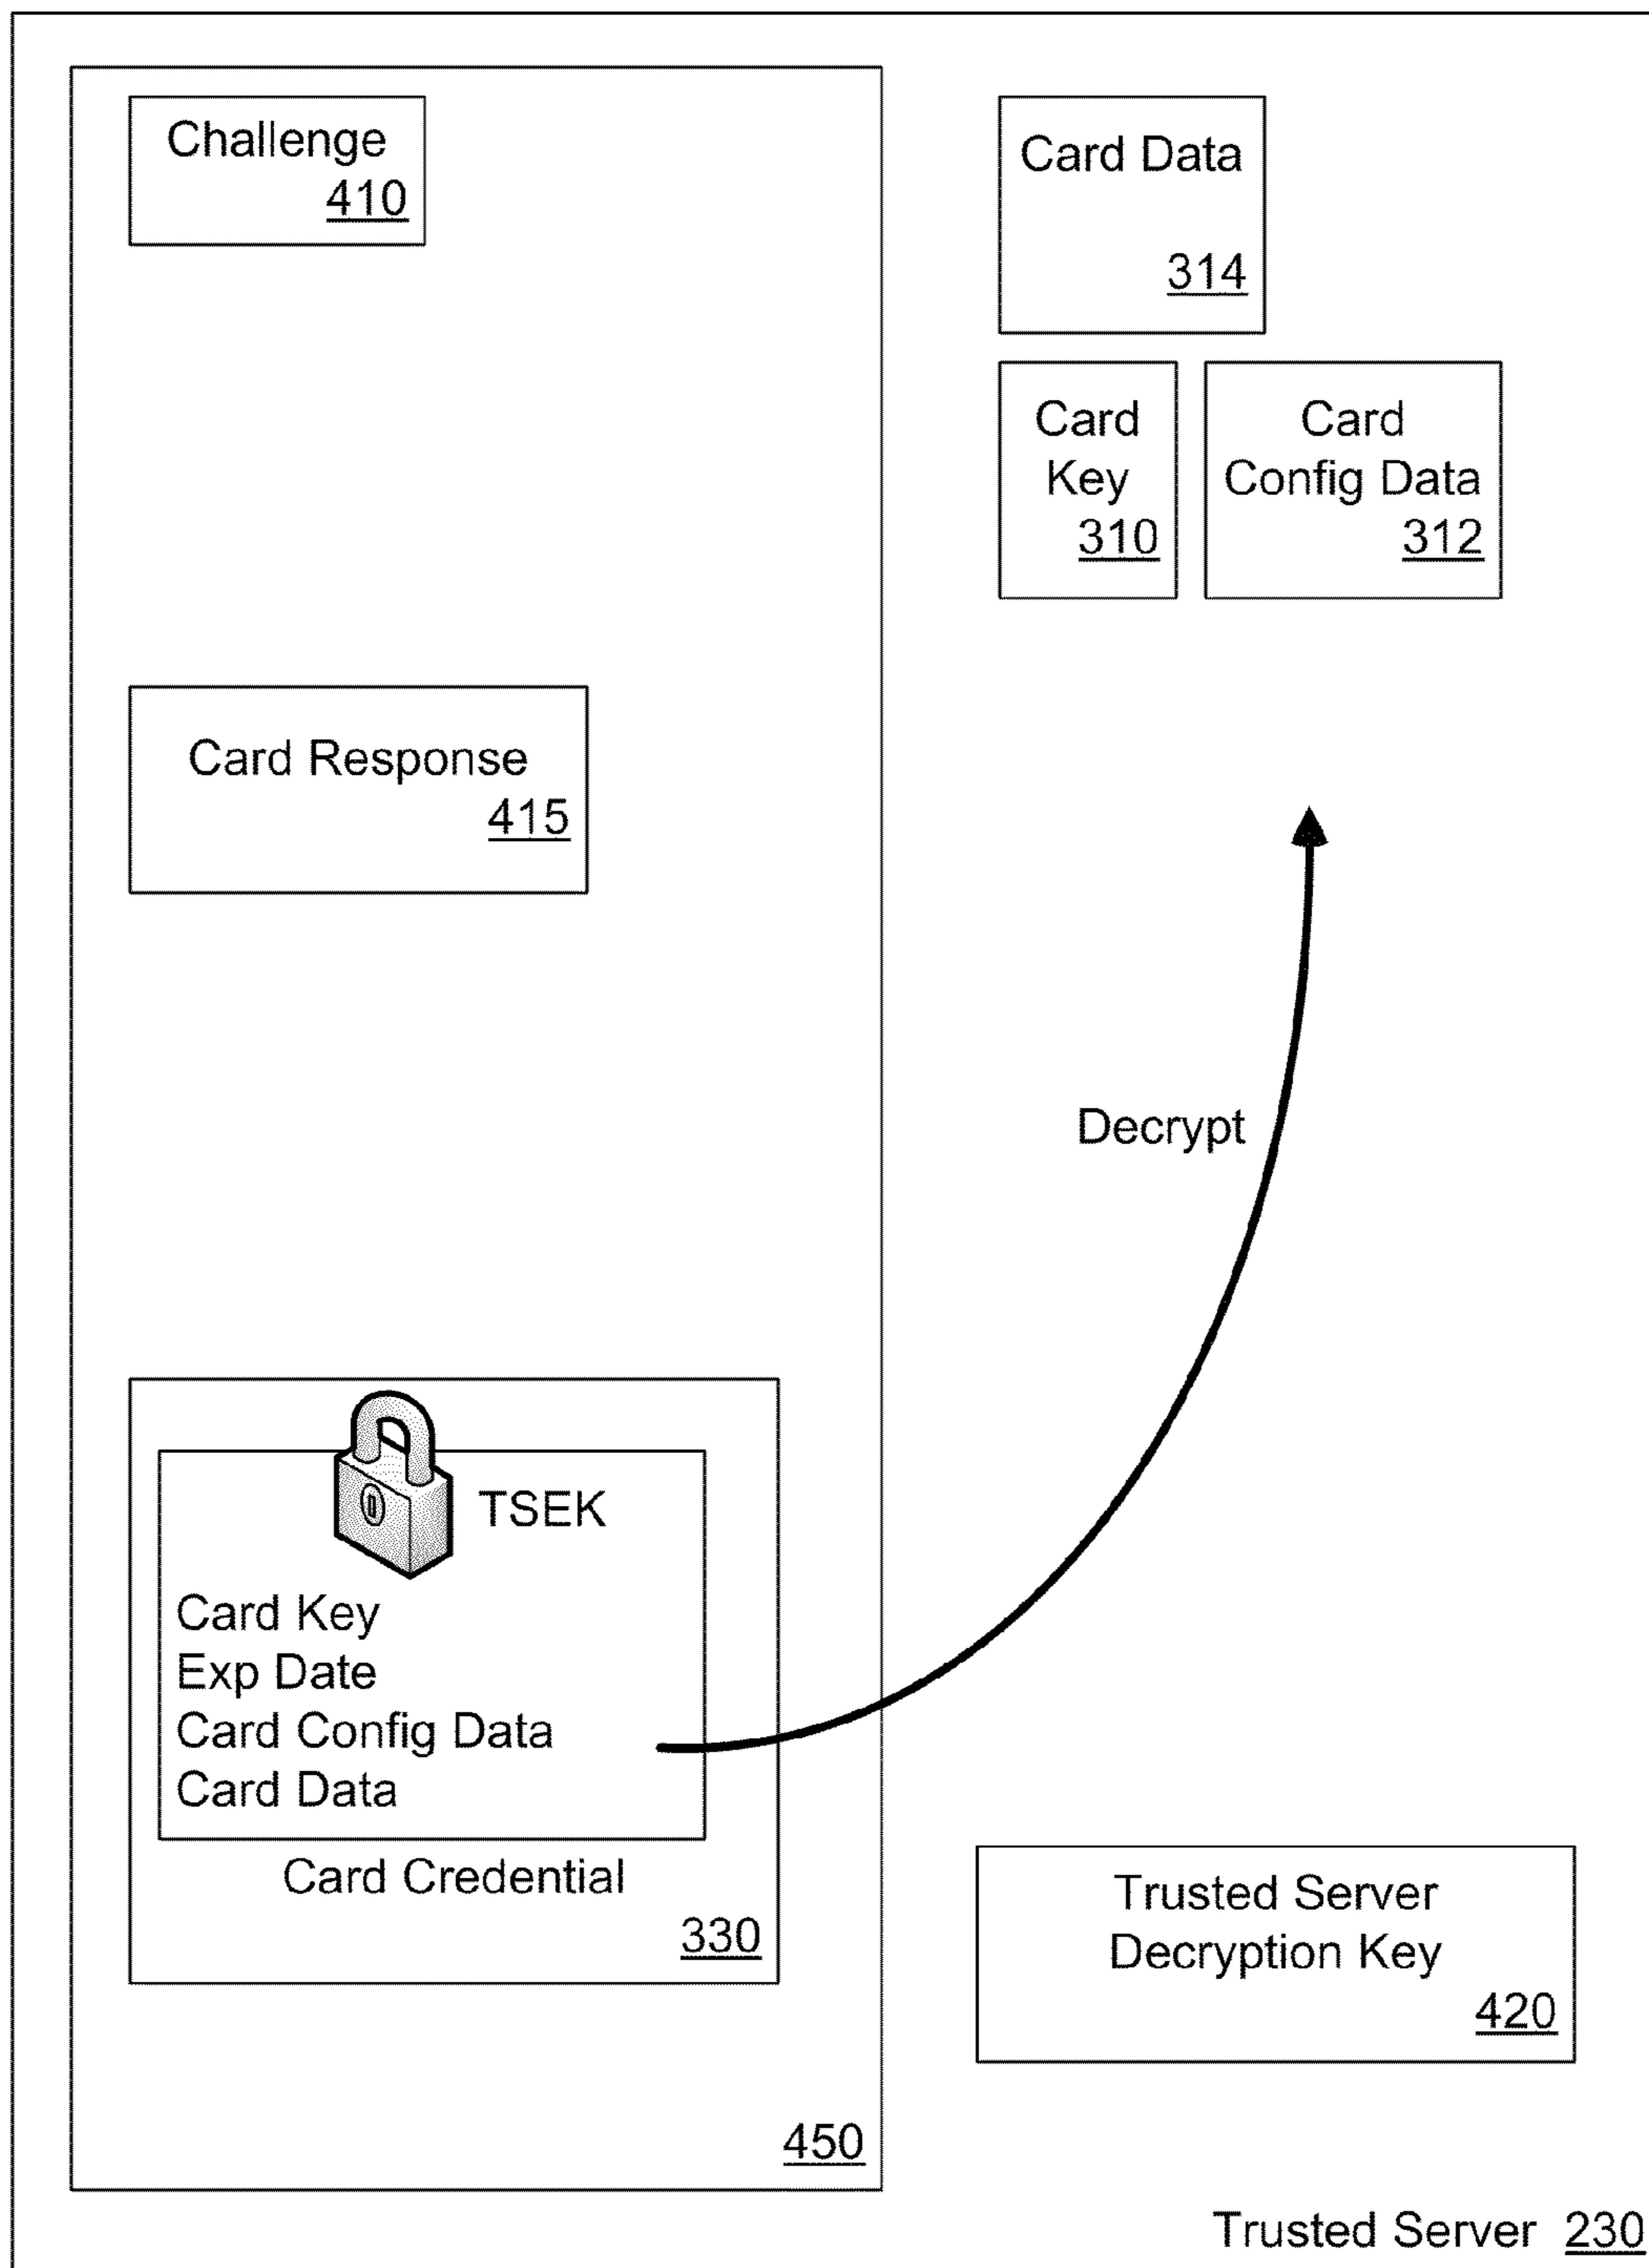 Challenge
410
Card Data
314
Card
Key
310
Card
Config Data
312
Card Response
415
Decrypt
TSEK
Card Key
Exp Date
Card Config Data
Card Data
Card Credential
330
Trusted Server
Decryption Key
420
450
Trusted Server 230